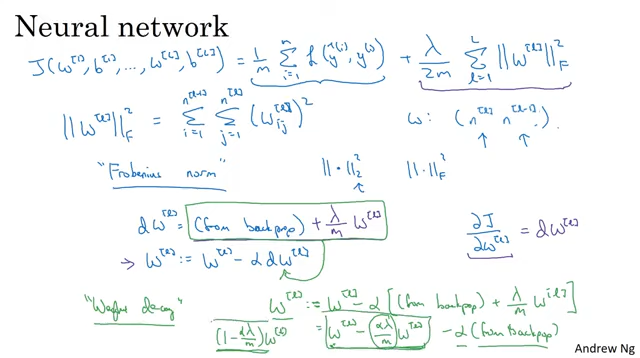 Neural network
J(w^[1], b^[1], ..., w^[L], b^[L]) = 1/m Σ_{i=1}^{m} L(ŷ^(i), y^(i)) + λ/2m Σ_{l=1}^{L} ||w^[l]||_F^2
||w^[l]||_F^2 = Σ_{i=1}^{n^[l-1]} Σ_{j=1}^{n^[l]} (w_ij^[l])^2 w: (n^[l] n^[l-1]).
"Frobenius norm" ||·||_2^2 ||·||_F^2
dw^[l] = (from backprop) + λ/m w^[l]
∂J/∂w^[l] = dw^[l]
→ w^[l] := w^[l] - α dw^[l]
"Weight decay" w^[l] := w^[l] - α [(from backprop) + λ/m w^[l]]
(1 - αλ/m) w^[l] = w^[l] - αλ/m w^[l] - α (from backprop)
Andrew Ng